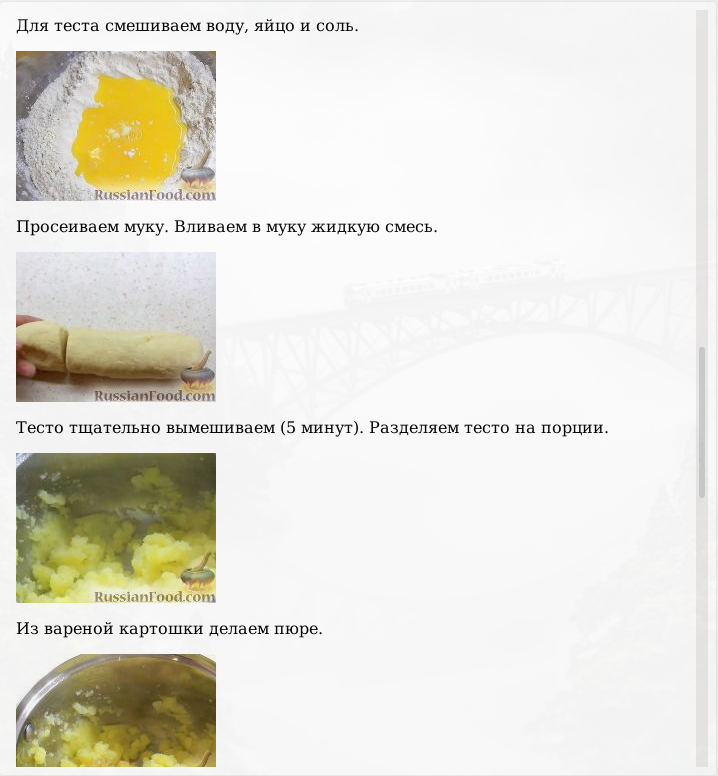 Для теста смешиваем воду, яйцо и соль.
RussianFood.com
Просеиваем муку. Вливаем в муку жидкую смесь.
RussianFood.com
Тесто тщательно вымешиваем (5 минут). Разделяем тесто на порции.
RussianFood.com
Из вареной картошки делаем пюре.